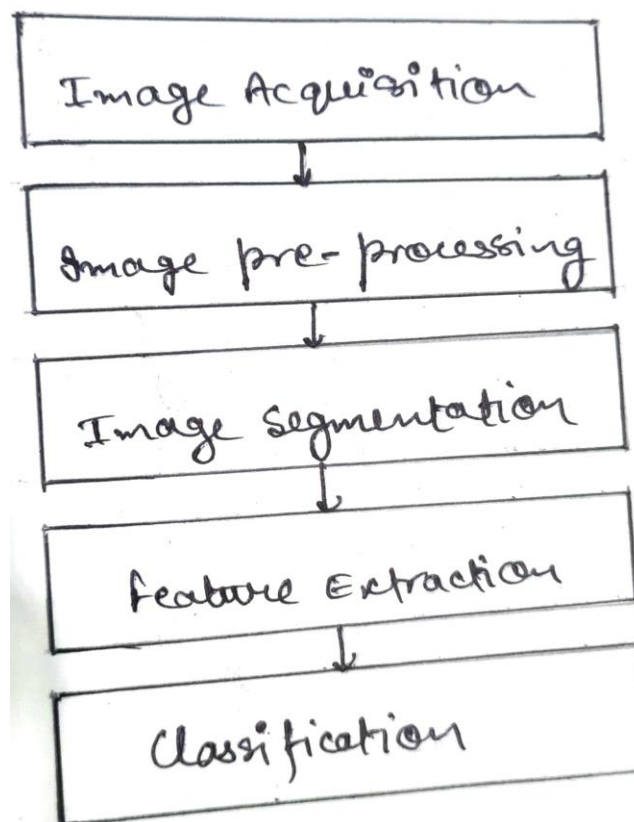 Image Acquisition
Image pre-processing
Image Segmentation
Feature Extraction
Classification